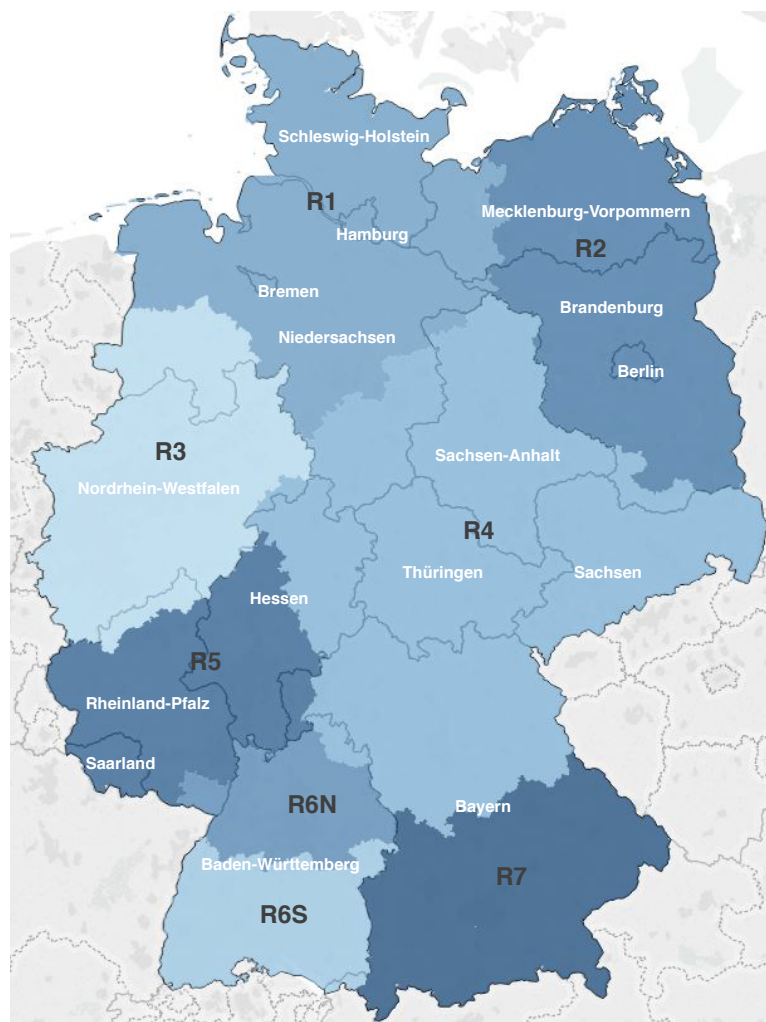 Schleswig-Holstein
R1
Mecklenburg-Vorpommern
Hamburg
R2
Bremen
Brandenburg
Niedersachsen
Berlin
R3
Sachsen-Anhalt
Nordrhein-Westfalen
R4
Thüringen
Sachsen
Hessen
R5
Rheinland-Pfalz
Saarland
R6N
Bayern
Baden-Württemberg
R7
R6S